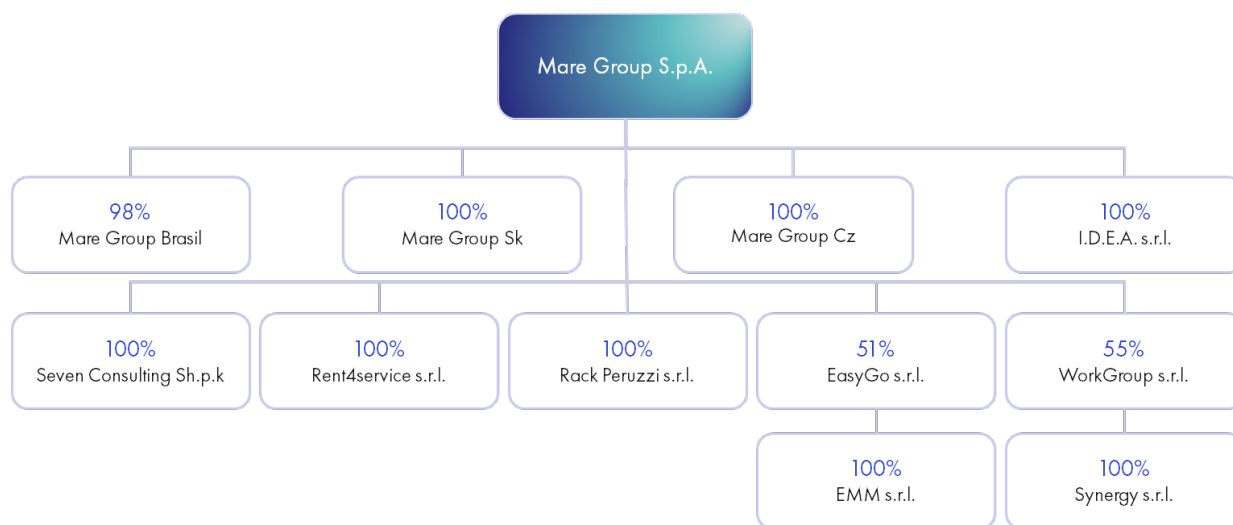 Mare Group S.p.A.
98%
Mare Group Brasil
100%
Mare Group Sk
100%
Mare Group Cz
100%
I.D.E.A. s.r.l.
100%
Seven Consulting Sh.p.k
100%
Rent4service s.r.l.
100%
Rack Peruzzi s.r.l.
51%
EasyGo s.r.l.
55%
WorkGroup s.r.l.
100%
EMM s.r.l.
100%
Synergy s.r.l.